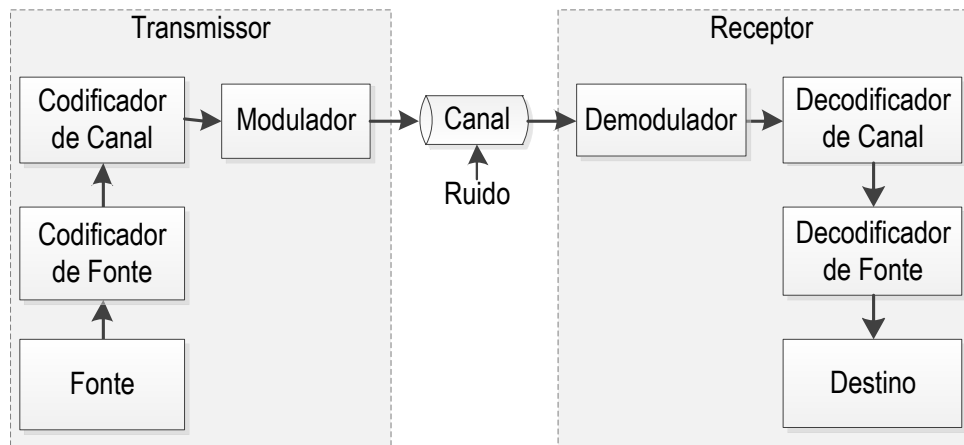 Transmissor
Codificador
de Canal
Modulador
Codificador
de Fonte
Fonte
Canal
Ruido
Receptor
Demodulador
Decodificador
de Canal
Decodificador
de Fonte
Destino